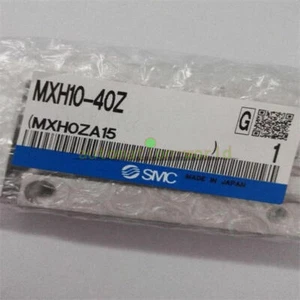 MXH10-40Z
G
(MXH0ZA15 )
1
SMC
MADE IN JAPAN